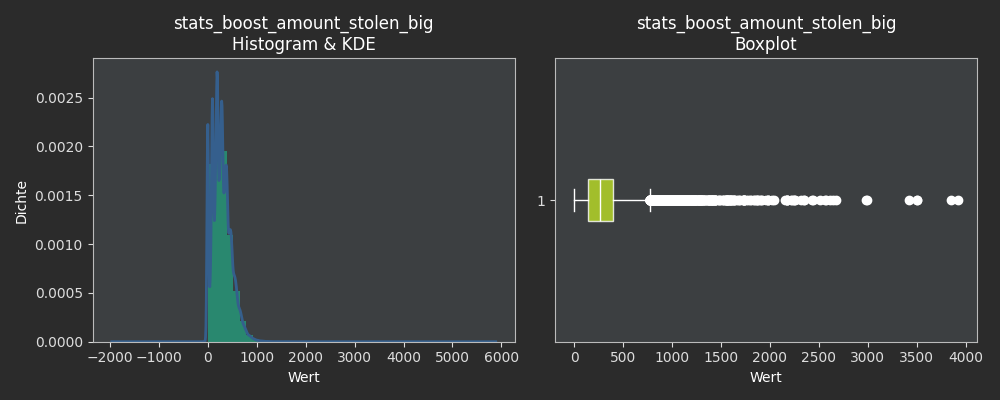 stats_boost_amount_stolen_big
Histogram & KDE
Dichte
0.0025
0.0020
0.0015
0.0010
0.0005
0.0000
−2000 −1000 0 1000 2000 3000 4000 5000 6000
Wert
stats_boost_amount_stolen_big
Boxplot
1
0 500 1000 1500 2000 2500 3000 3500 4000
Wert